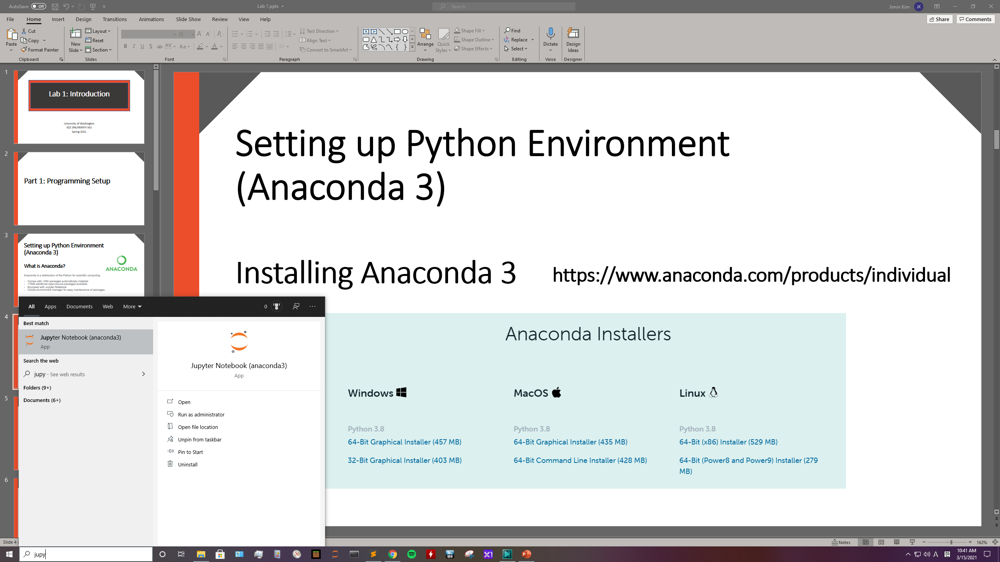 AutoSave Off
Lab 1.pptx
Search
Jimin Kim JK
File Home Insert Design Transitions Animations Slide Show Review View Help
Share Comments
Paste
Cut
Copy
Format Painter
Clipboard
New Slide
Layout
Reset
Section
Slides
25
B I U S ab AV Aa
A
Font
Text Direction
Align Text
Convert to SmartArt
Paragraph
Arrange
Quick Styles
Shape Fill
Shape Outline
Shape Effects
Drawing
Find
Replace
Select
Editing
Dictate
Voice
Design Ideas
Designer
1
Lab 1: Introduction
University of Washington
ECE 596/AMATH 563
Spring 2021
2
Part 1: Programming Setup
3
Setting up Python Environment
(Anaconda 3)
ANACONDA
What is Anaconda?
Anaconda is a distribution of the Python for scientific computing
- Comes with >250 packages automatically installed
- >7500 additional open-source packages available
- Equipped with Jupyter Notebook
- Conda environment manager for easy maintenance of packages
4
5
6
Setting up Python Environment
(Anaconda 3)
Installing Anaconda 3
https://www.anaconda.com/products/individual
Anaconda Installers
Windows
MacOS
Linux
Python 3.8
Python 3.8
Python 3.8
64-Bit Graphical Installer (457 MB)
64-Bit Graphical Installer (435 MB)
64-Bit (x86) Installer (529 MB)
32-Bit Graphical Installer (403 MB)
64-Bit Command Line Installer (428 MB)
64-Bit (Power8 and Power9) Installer (279
MB)
All Apps Documents Web More
0
Best match
Jupyter Notebook (anaconda3)
App
Search the web
jupy - See web results
Folders (9+)
Documents (6+)
Jupyter Notebook (anaconda3)
App
Open
Run as administrator
Open file location
Unpin from taskbar
Pin to Start
Uninstall
Slide 4
Notes
162%
jupy
A
10:41 AM
3/15/2021